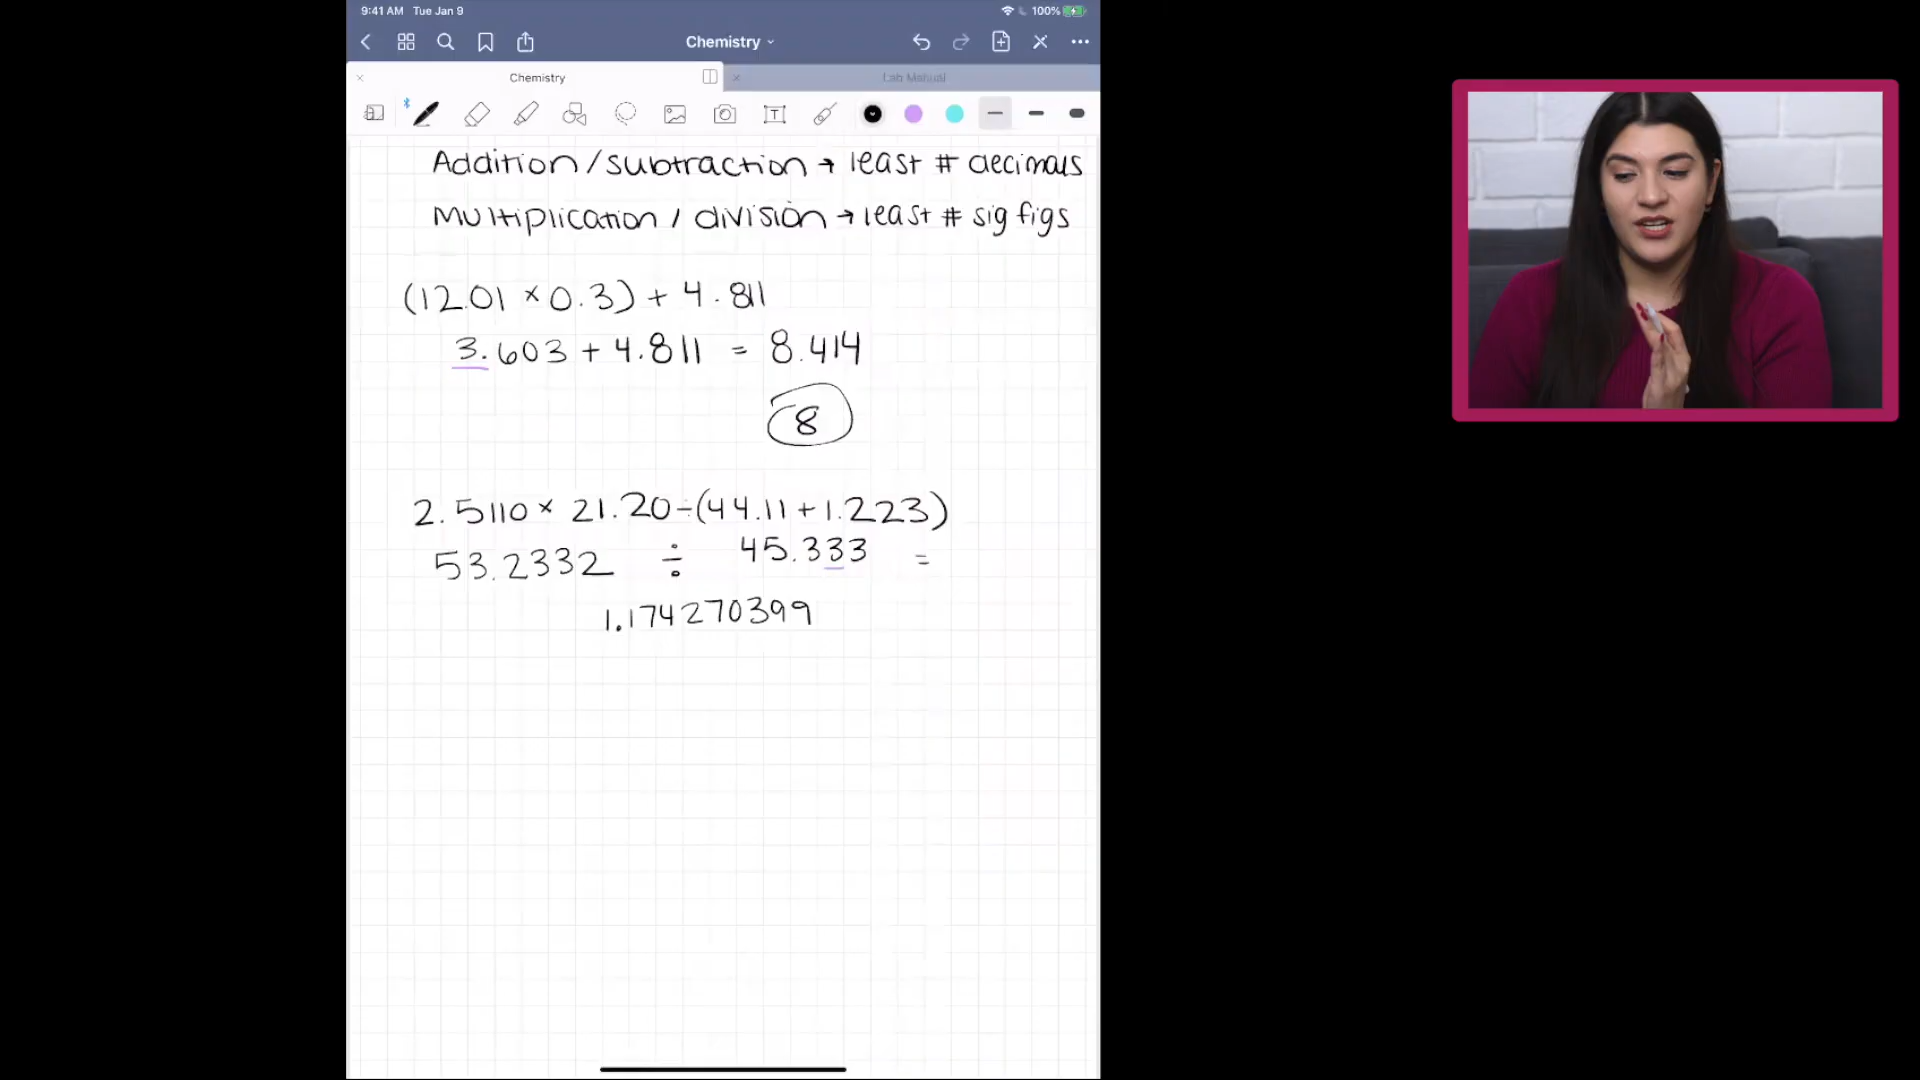 9:41 AM Tue Jan 9 100%
Chemistry
Chemistry Lab Manual
T
Addition/subtraction → least # decimals
Multiplication / division → least # sig figs
(12.01 × 0.3) + 4.811
3.603 + 4.811 = 8.414
8
2.5110 × 21.20 ÷ (44.11 + 1.223)
53.2332 ÷ 45.333 =
1.174270399